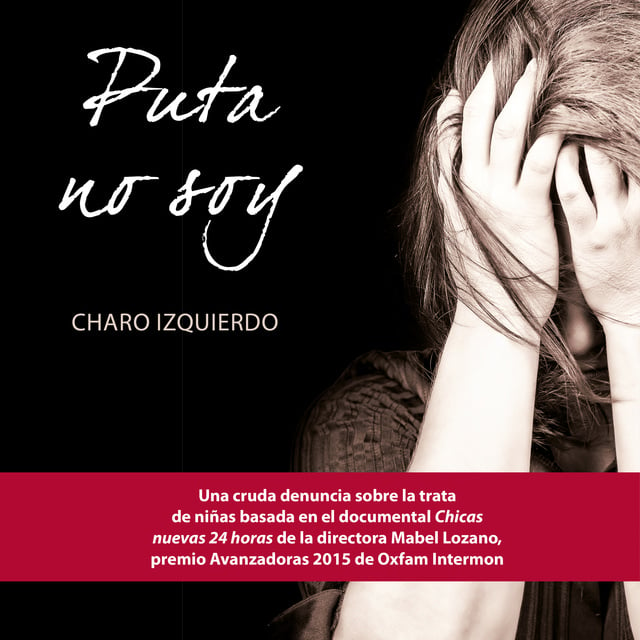 Puta
no soy
CHARO IZQUIERDO
Una cruda denuncia sobre la trata
de niñas basada en el documental Chicas
nuevas 24 horas de la directora Mabel Lozano,
premio Avanzadoras 2015 de Oxfam Intermon